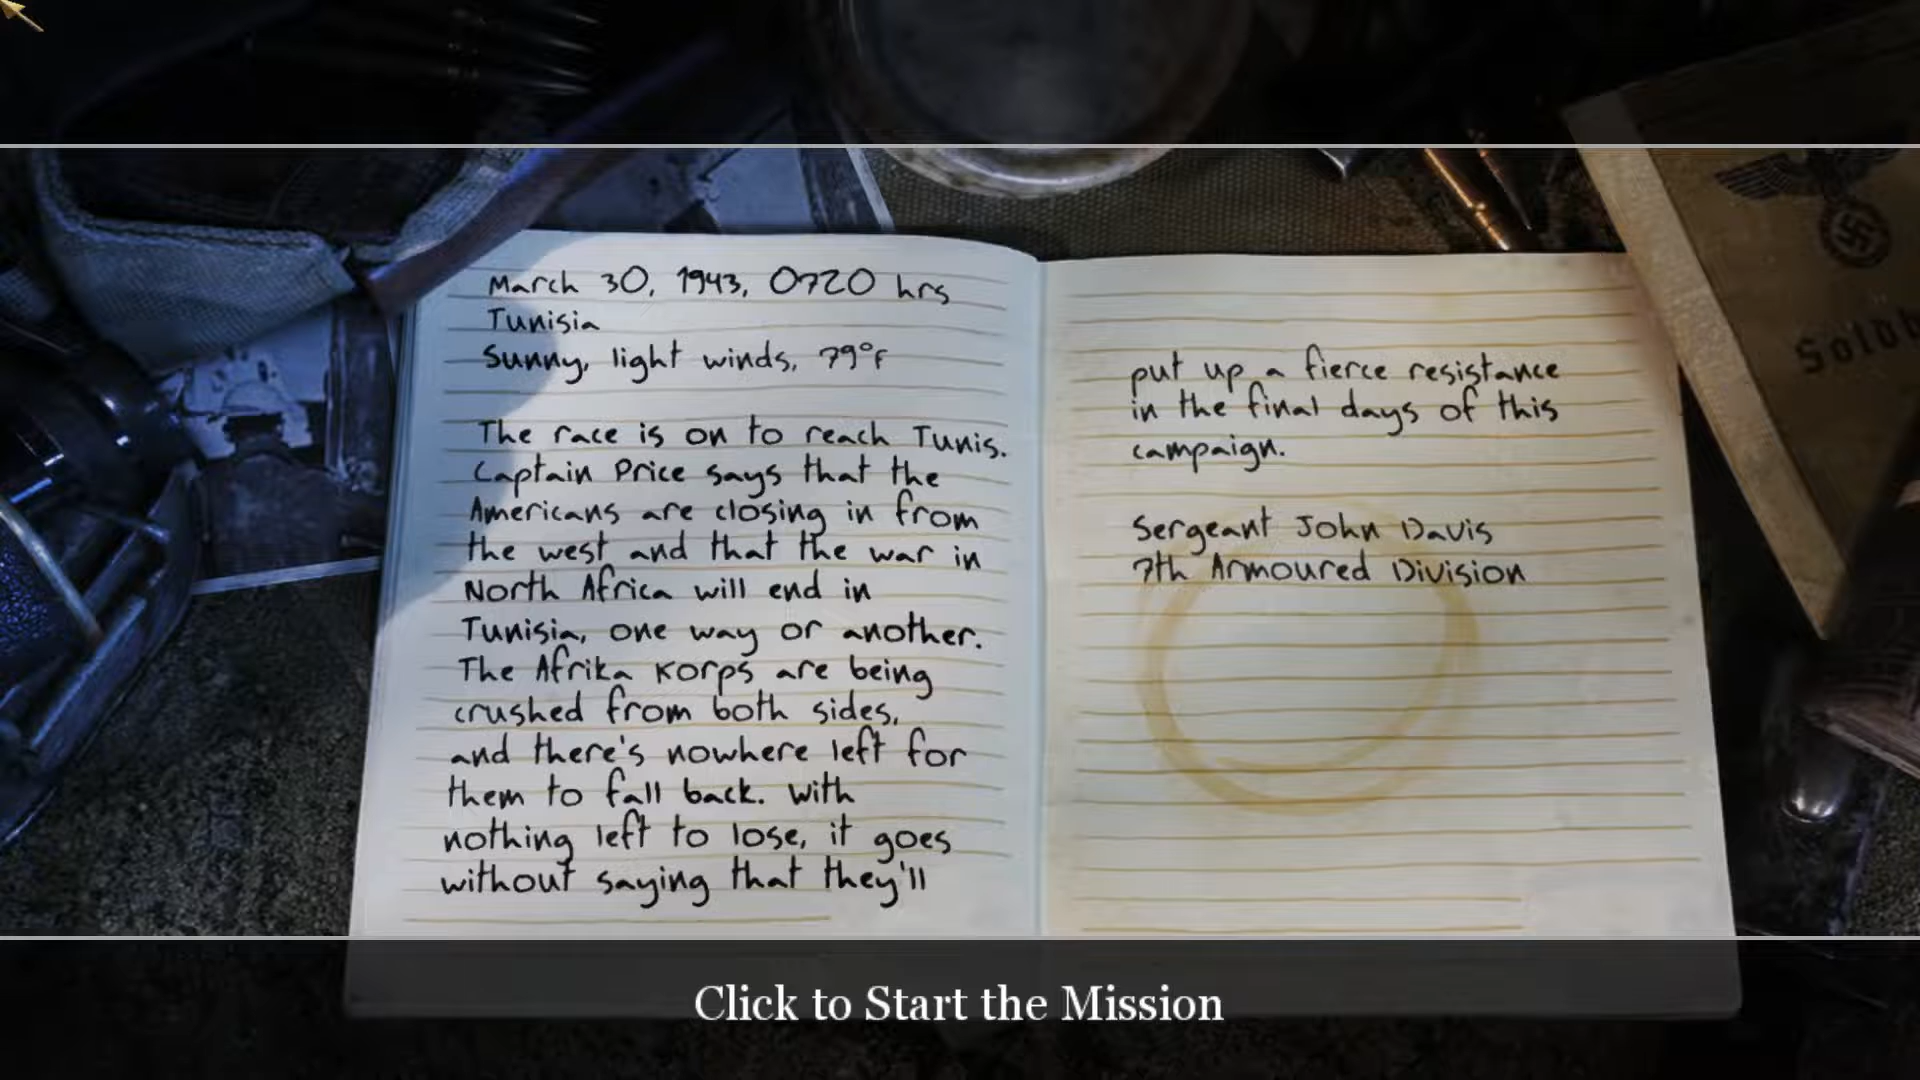 March 30, 1943, 0720 hrs
Tunisia
Sunny, light winds, 79°F
The race is on to reach Tunis.
Captain Price says that the
Americans are closing in from
the west and that the war in
North Africa will end in
Tunisia, one way or another.
The Afrika Korps are being
crushed from both sides,
and there's nowhere left for
them to fall back. With
nothing left to lose, it goes
without saying that they'll
put up a fierce resistance
in the final days of this
campaign.
Sergeant John Davis
7th Armoured Division
Click to Start the Mission